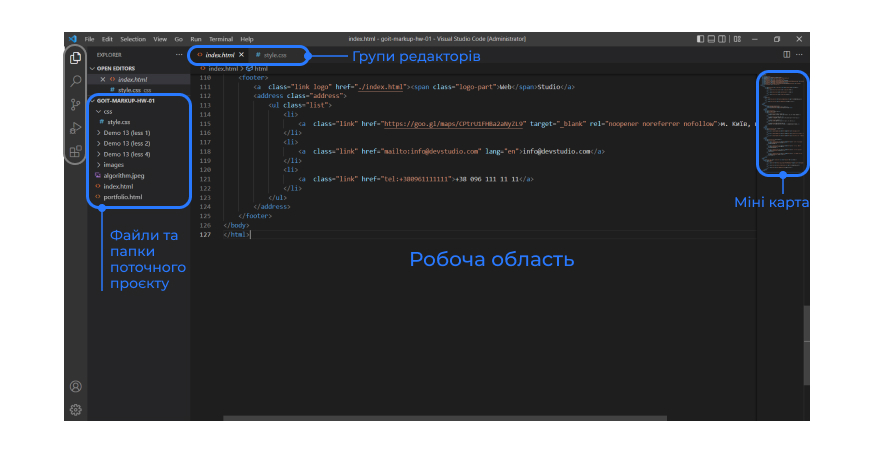 File Edit Selection View Go Run Terminal Help
index.html - goit-markup-hw-01 - Visual Studio Code [Administrator]
EXPLORER
OPEN EDITORS
index.html
style.css css
GOIT-MARKUP-HW-01
css
style.css
Demo 13 (less 1)
Demo 13 (less 2)
Demo 13 (less 4)
images
algorithm.jpeg
index.html
portfolio.html
Файли та
папки
поточного
проєкту
index.html
style.css
Групи редакторів
index.html > html
110 <footer>
111 <a class="link logo" href="./index.html"><span class="logo-part">Web</span>Studio</a>
112 <address class="address">
113 <ul class="list">
114 <li>
115 <a class="link" href="https://goo.gl/maps/CP1rU1FH8a2aNyZL9" target="_blank" rel="noopener noreferrer nofollow">м. Київ,
116 </li>
117 <li>
118 <a class="link" href="mailto:info@devstudio.com" lang="en">info@devstudio.com</a>
119 </li>
120 <li>
121 <a class="link" href="tel:+380961111111">+38 096 111 11 11</a>
122 </li>
123 </ul>
124 </address>
125 </footer>
126 </body>
127 </html>
Міні карта
Робоча область